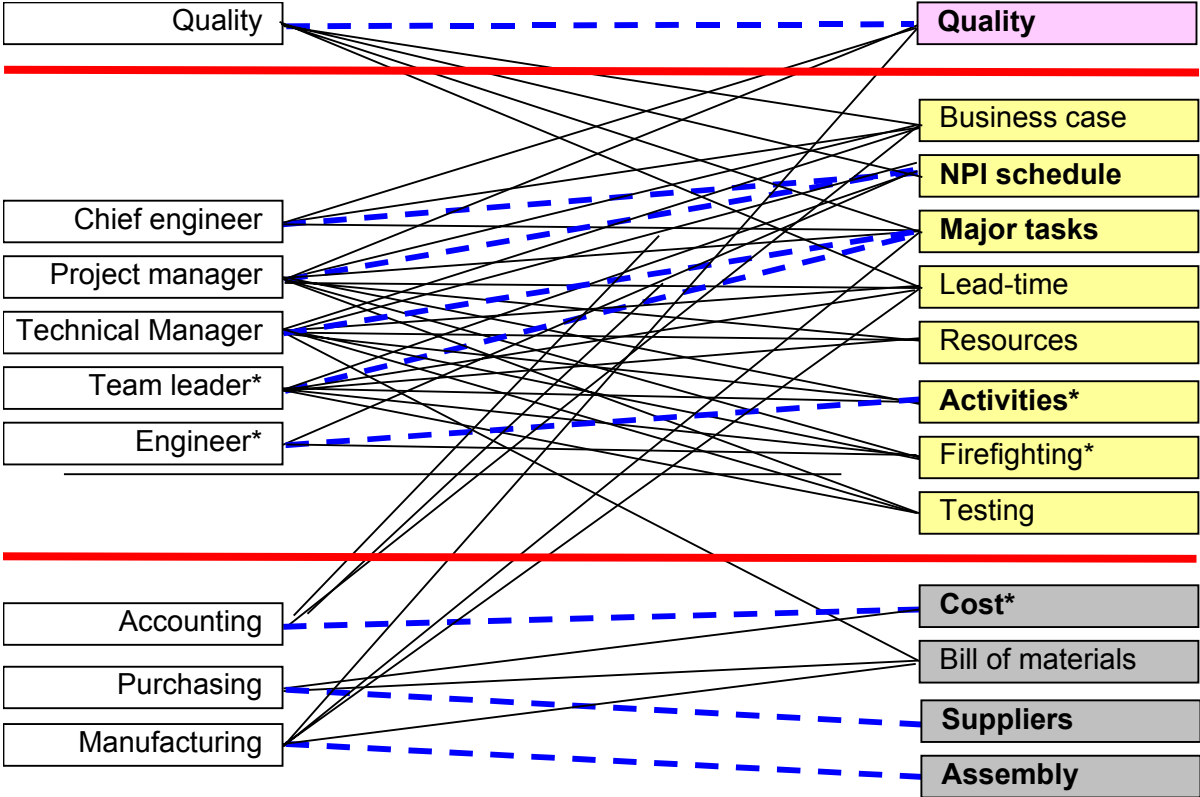 Quality
Chief engineer
Project manager
Technical Manager
Team leader*
Engineer*
Accounting
Purchasing
Manufacturing
Quality
Business case
NPI schedule
Major tasks
Lead-time
Resources
Activities*
Firefighting*
Testing
Cost*
Bill of materials
Suppliers
Assembly